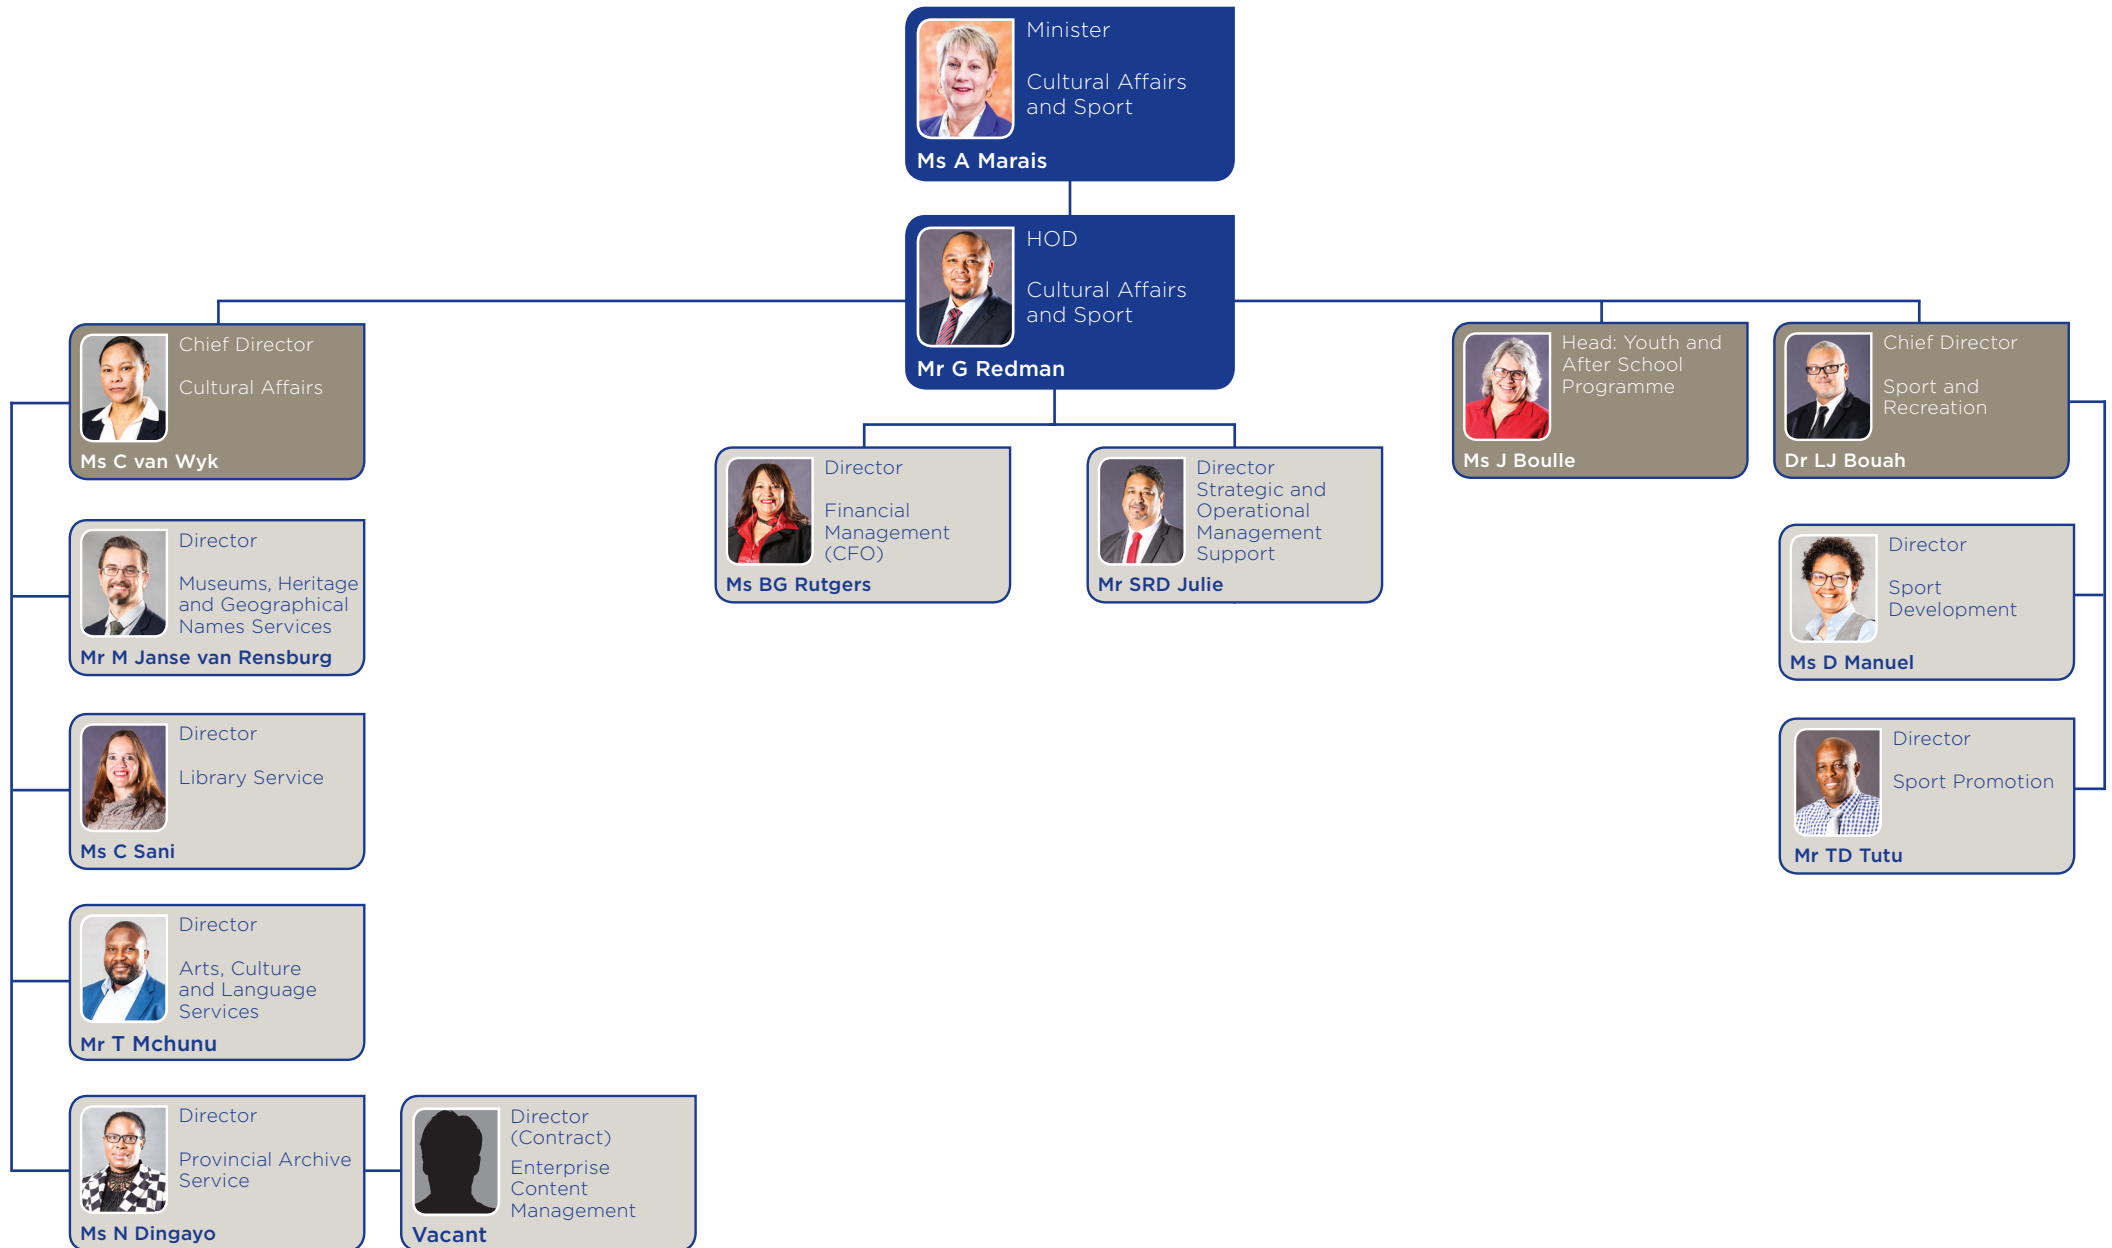 Minister
Cultural Affairs
and Sport
Ms A Marais
HOD
Cultural Affairs
and Sport
Mr G Redman
Chief Director
Cultural Affairs
Ms C van Wyk
Director
Museums, Heritage
and Geographical
Names Services
Mr M Janse van Rensburg
Director
Library Service
Ms C Sani
Director
Arts, Culture
and Language
Services
Mr T Mchunu
Director
Provincial Archive
Service
Ms N Dingayo
Director
(Contract)
Enterprise
Content
Management
Vacant
Director
Financial
Management
(CFO)
Ms BG Rutgers
Director
Strategic and
Operational
Management
Support
Mr SRD Julie
Head: Youth and
After School
Programme
Ms J Boulle
Chief Director
Sport and
Recreation
Dr LJ Bouah
Director
Sport
Development
Ms D Manuel
Director
Sport Promotion
Mr TD Tutu